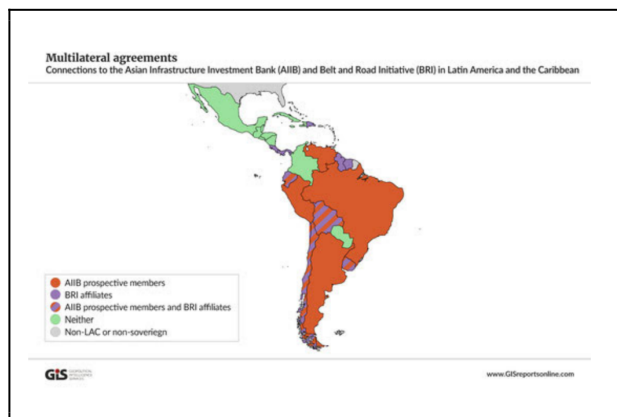 Multilateral agreements
Connections to the Asian Infrastructure Investment Bank (AIIB) and Belt and Road Initiative (BRI) in Latin America and the Caribbean
AIIB prospective members
BRI affiliates
AIIB prospective members and BRI affiliates
Neither
Non-LAC or non-soveriegn
GIS
www.GISreportsonline.com